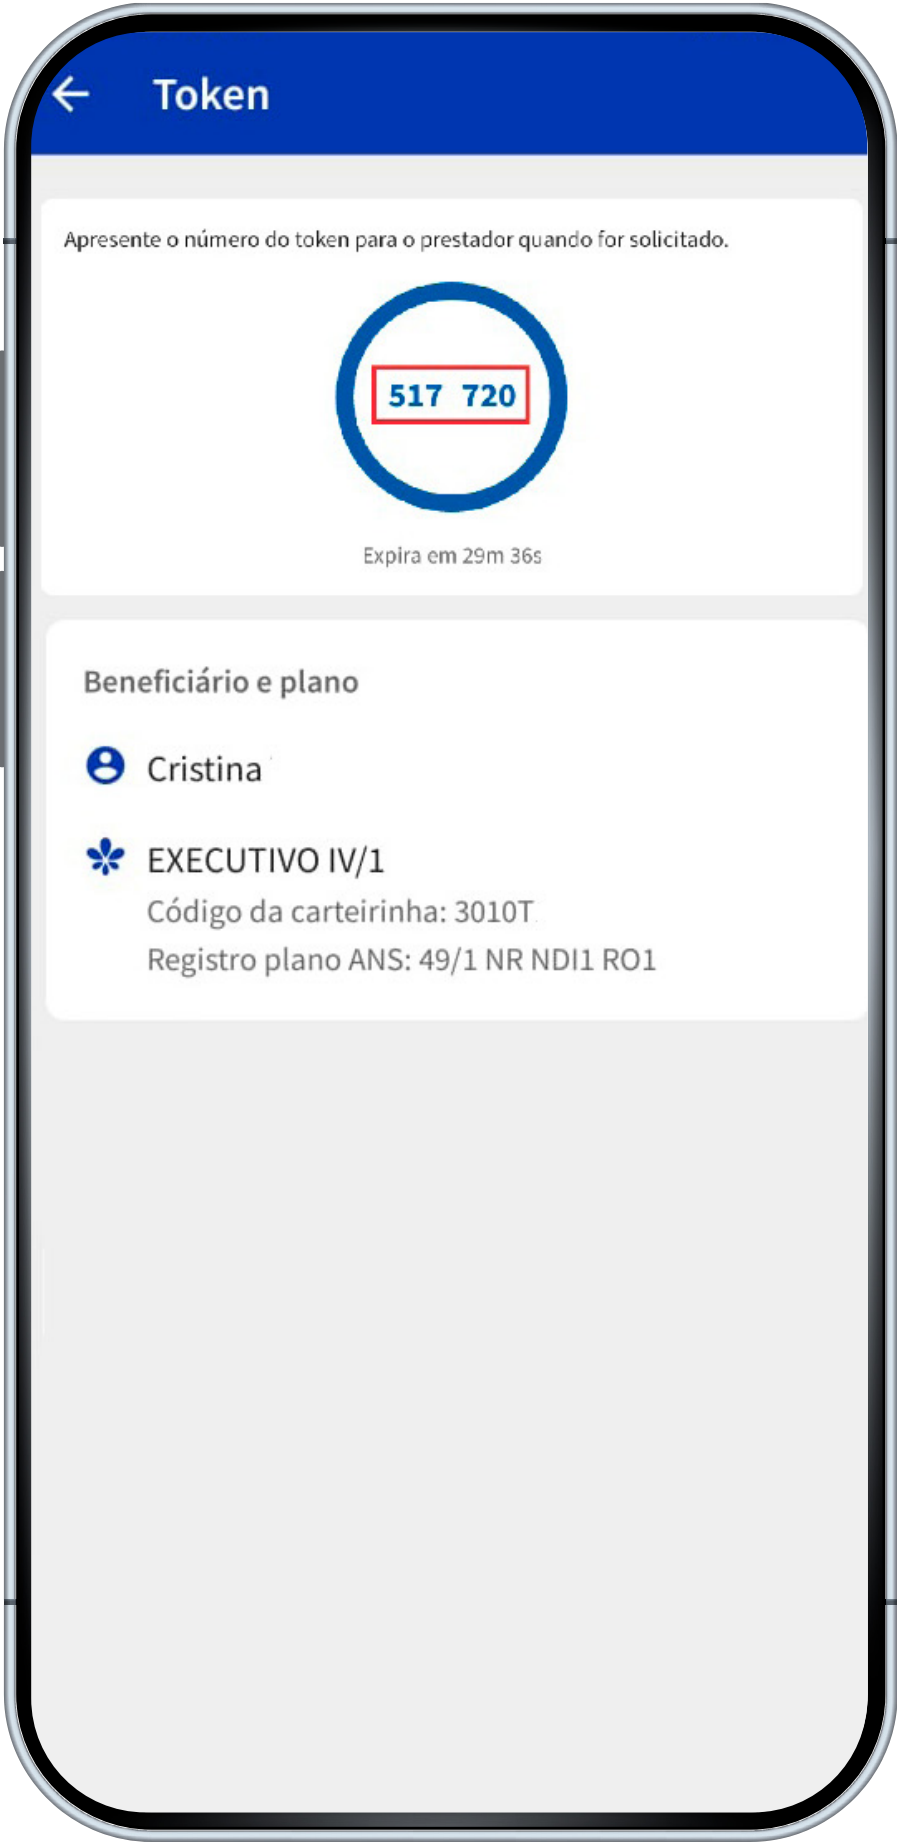 Token
Apresente o número do token para o prestador quando for solicitado.
517 720
Expira em 29m 36s
Beneficiário e plano
Cristina
EXECUTIVO IV/1
Código da carteirinha: 3010T
Registro plano ANS: 49/1 NR NDI1 RO1